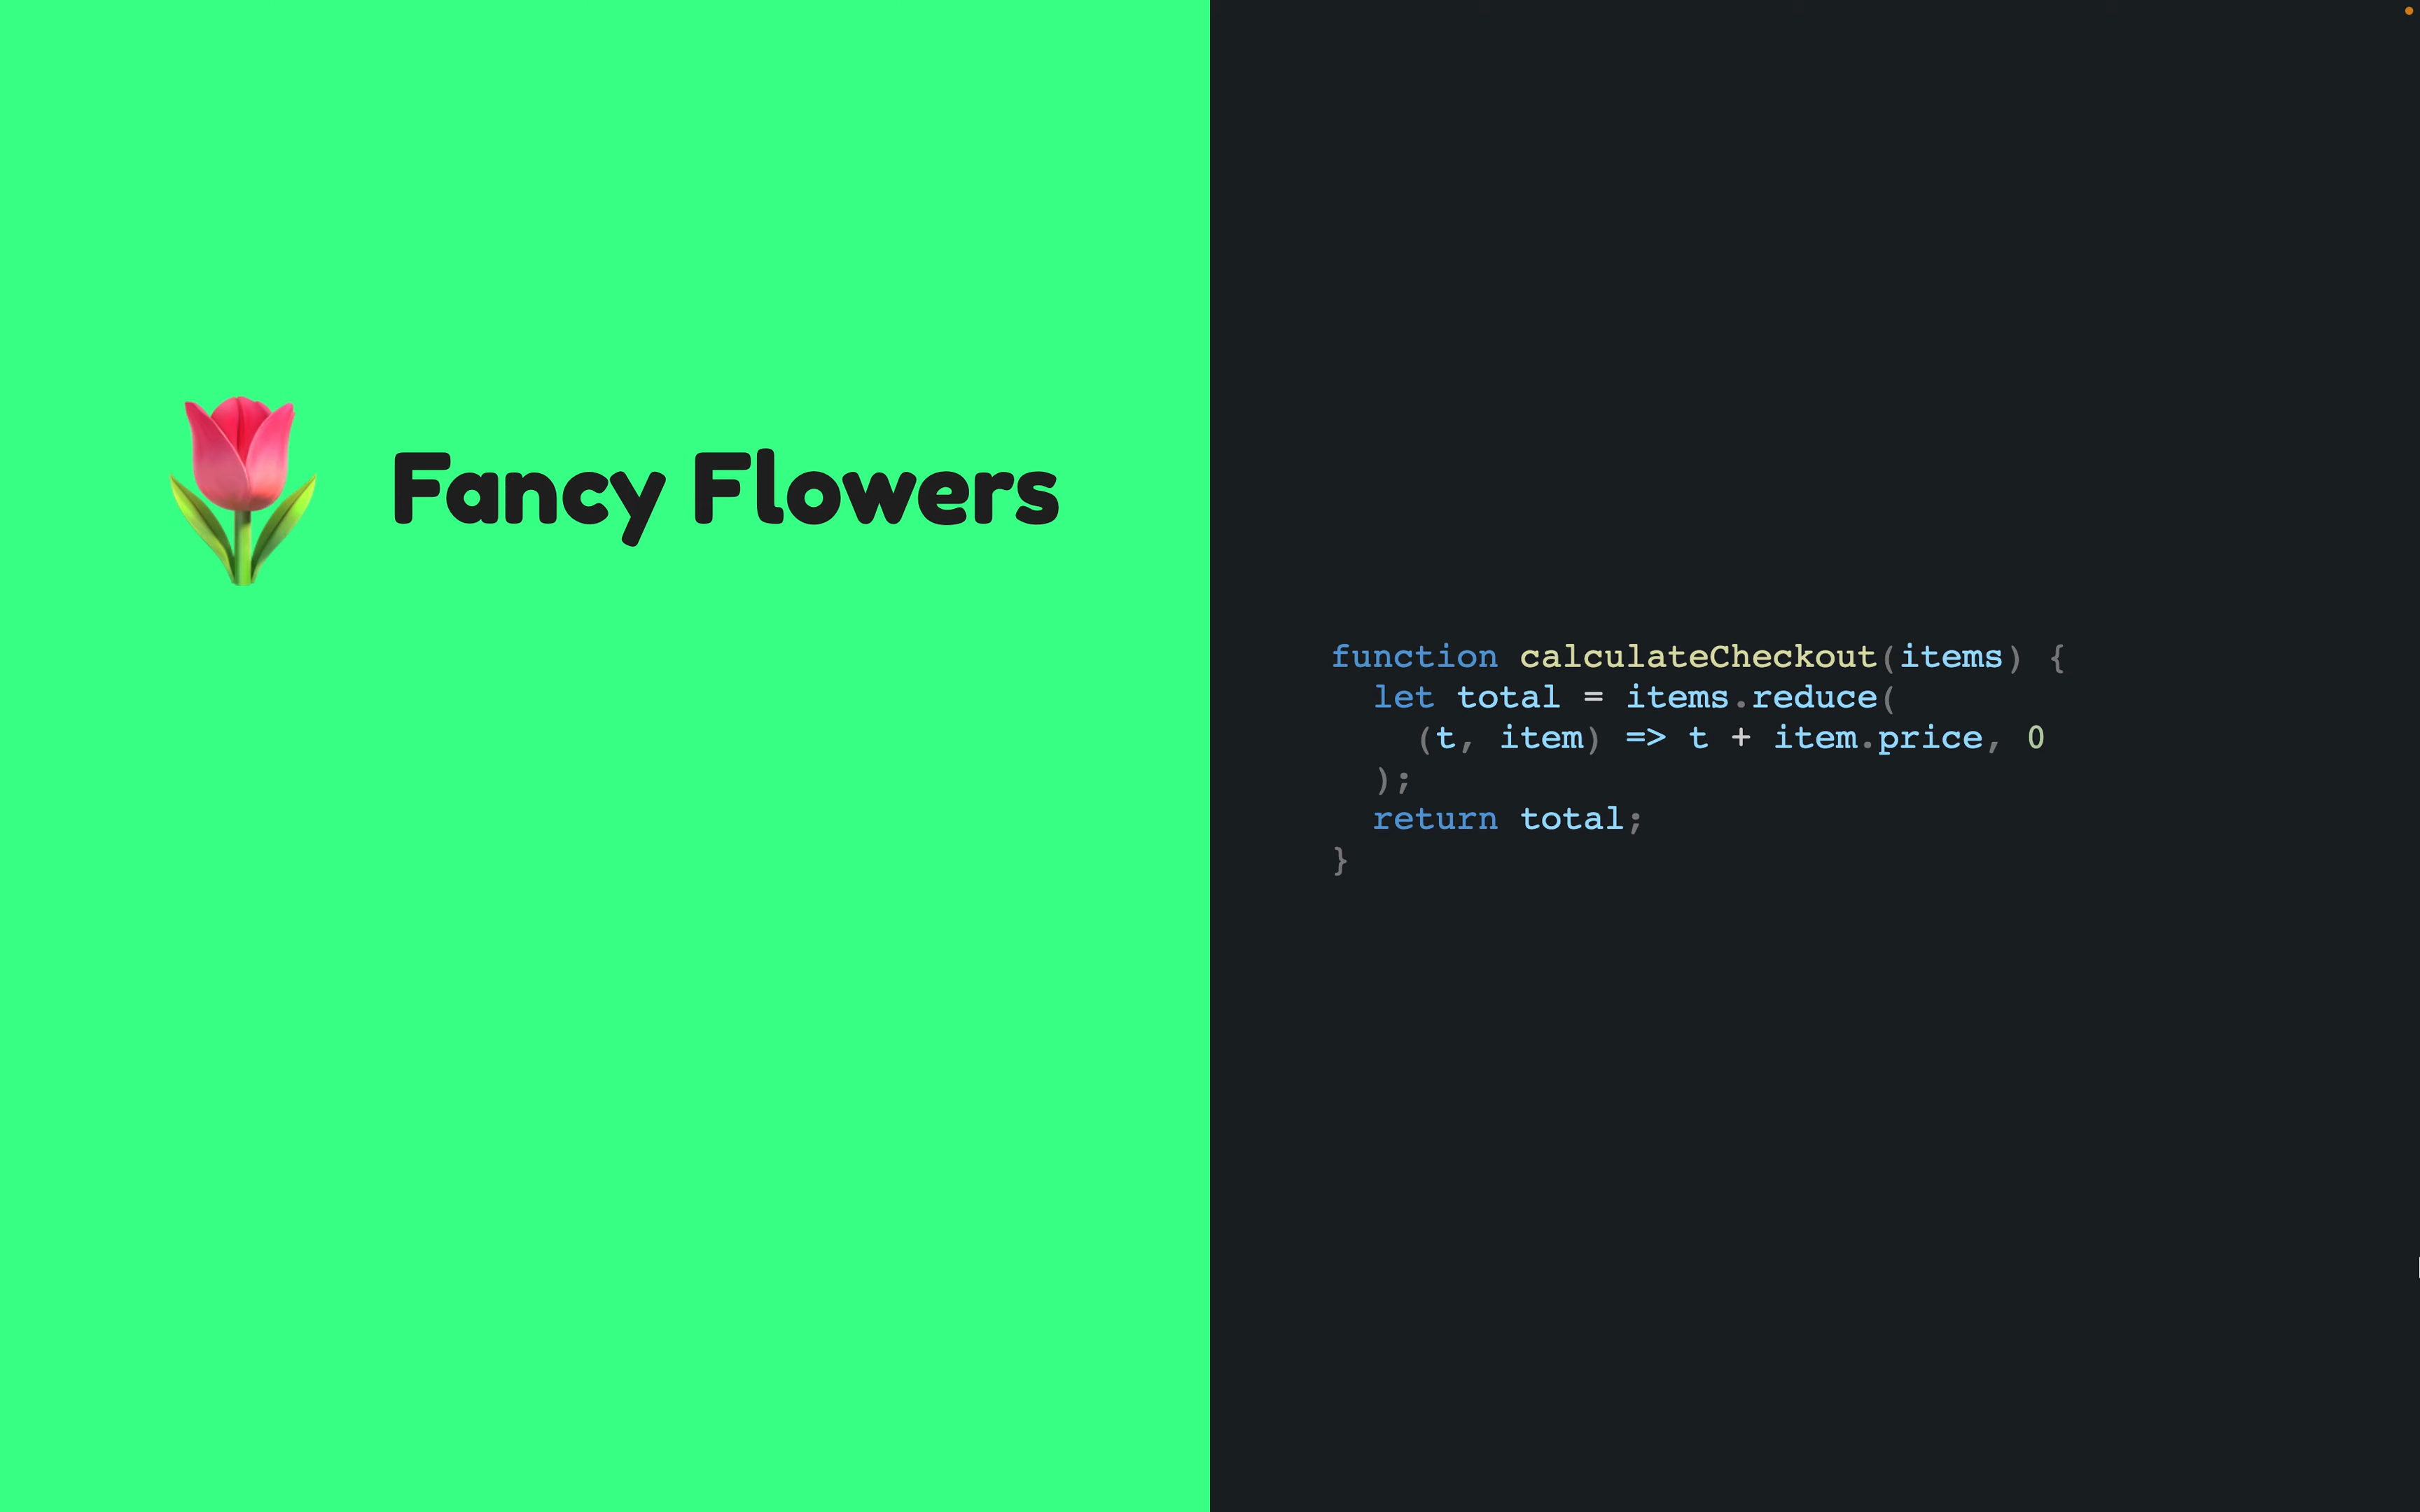 Fancy Flowers
function calculateCheckout(items) {
  let total = items.reduce(
    (t, item) => t + item.price, 0
  );
  return total;
}